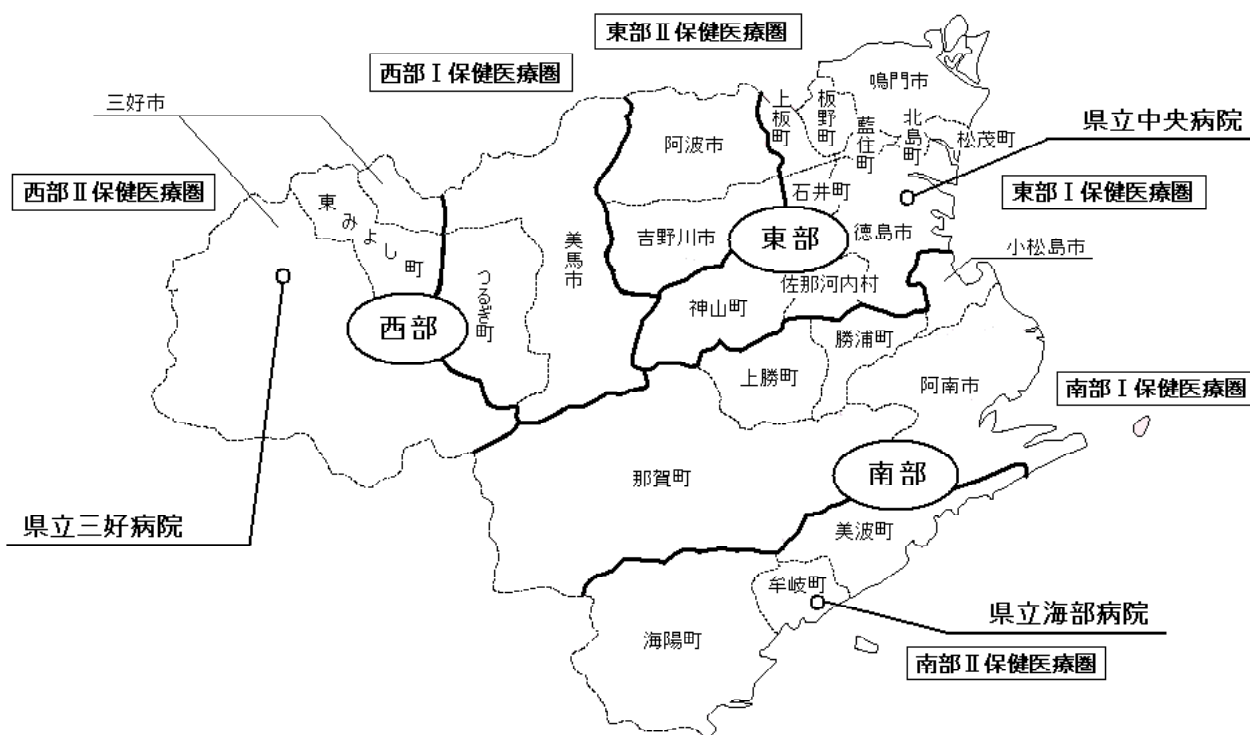 東部Ⅱ保健医療圏
西部Ⅰ保健医療圏
三好市
西部Ⅱ保健医療圏
東みよし町
つるぎ町
美馬市
阿波市
吉野川市
上板町
板野町
藍住町
北島町
鳴門市
松茂町
県立中央病院
東部Ⅰ保健医療圏
石井町
東部
徳島市
小松島市
佐那河内村
神山町
西部
勝浦町
上勝町
阿南市
南部Ⅰ保健医療圏
那賀町
南部
県立三好病院
美波町
牟岐町
県立海部病院
海陽町
南部Ⅱ保健医療圏